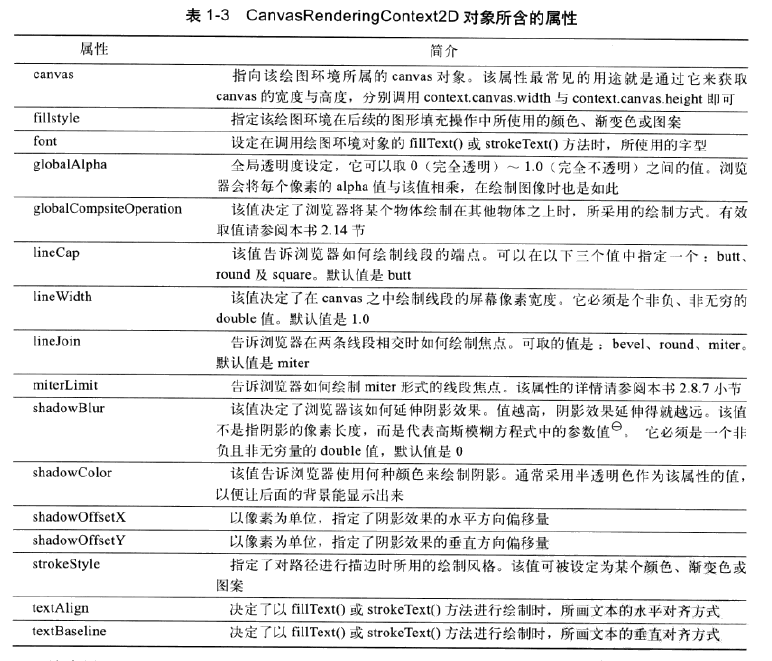 表 1-3 CanvasRenderingContext2D 对象所含的属性
属性 简介
canvas 指向该绘图环境所属的 canvas 对象。该属性最常见的用途就是通过它来获取
canvas 的宽度与高度，分别调用 context.canvas.width 与 context.canvas.height 即可
fillstyle 指定该绘图环境在后续的图形填充操作中所使用的颜色、渐变色或图案
font 设定在调用绘图环境对象的 fillText() 或 strokeText() 方法时，所使用的字型
globalAlpha 全局透明度设定，它可以取 0（完全透明）～ 1.0（完全不透明）之间的值。浏览
器会将每个像素的 alpha 值与该值相乘，在绘制图像时也是如此
globalCompsiteOperation 该值决定了浏览器将某个物体绘制在其他物体之上时，所采用的绘制方式。有效
取值请参阅本书 2.14 节
lineCap 该值告诉浏览器如何绘制线段的端点。可以在以下三个值中指定一个：butt、
round 及 square。默认值是 butt
lineWidth 该值决定了在 canvas 之中绘制线段的屏幕像素宽度。它必须是个非负、非无穷的
double 值。默认值是 1.0
lineJoin 告诉浏览器在两条线段相交时如何绘制焦点。可取的值是：bevel、round、miter。
默认值是 miter
miterLimit 告诉浏览器如何绘制 miter 形式的线段焦点。该属性的详情请参阅本书 2.8.7 小节
shadowBlur 该值决定了浏览器该如何延伸阴影效果。值越高，阴影效果延伸得就越远。该值
不是指阴影的像素长度，而是代表高斯模糊方程式中的参数值㊀。它必须是一个非
负且非无穷量的 double 值，默认值是 0
shadowColor 该值告诉浏览器使用何种颜色来绘制阴影。通常采用半透明色作为该属性的值，
以便让后面的背景能显示出来
shadowOffsetX 以像素为单位，指定了阴影效果的水平方向偏移量
shadowOffsetY 以像素为单位，指定了阴影效果的垂直方向偏移量
strokeStyle 指定了对路径进行描边时所用的绘制风格。该值可被设定为某个颜色、渐变色或
图案
textAlign 决定了以 fillText() 或 strokeText() 方法进行绘制时，所画文本的水平对齐方式
textBaseline 决定了以 fillText() 或 strokeText() 方法进行绘制时，所画文本的垂直对齐方式